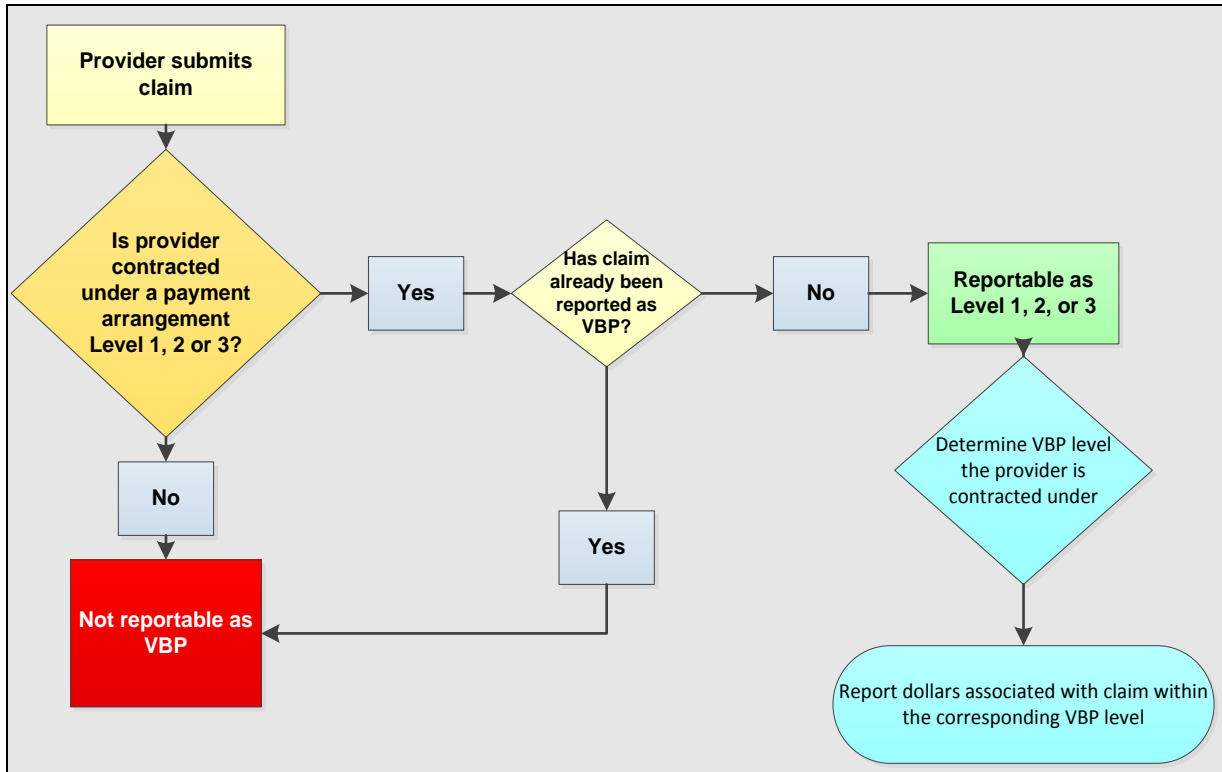 Provider submits
claim
Is provider
contracted
under a payment
arrangement
Level 1, 2 or 3?
Yes
Has claim
already been
reported as
VBP?
No
Reportable as
Level 1, 2, or 3
Determine VBP level
the provider is
contracted under
No
Yes
Not reportable as
VBP
Report dollars associated with claim within
the corresponding VBP level